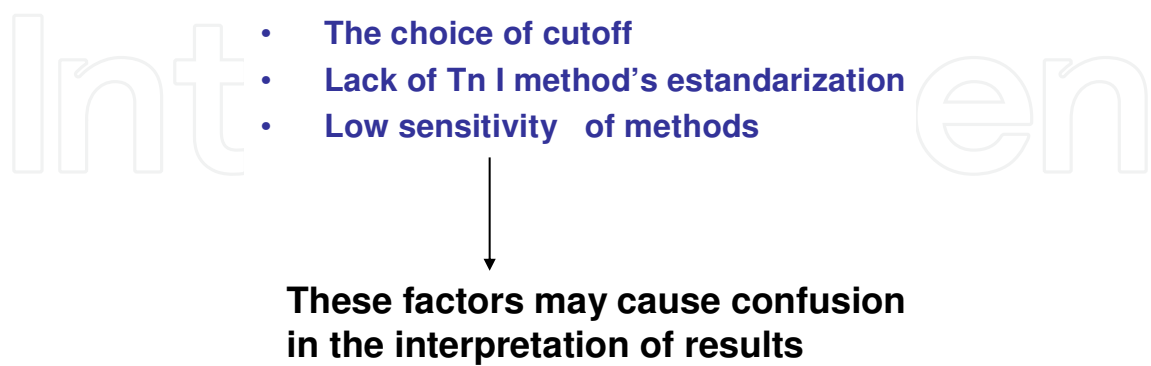 • The choice of cutoff
• Lack of Tn I method’s estandarization
• Low sensitivity of methods
These factors may cause confusion
in the interpretation of results